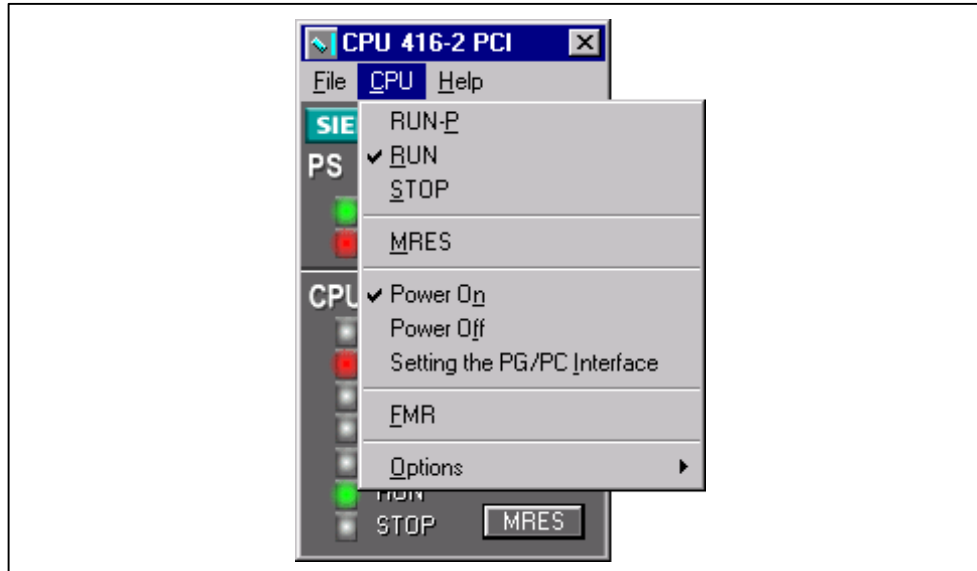 CPU 416-2 PCI
File CPU Help
RUN-P
SIE
PS
RUN
STOP
MRES
CPU
Power On
Power Off
Setting the PG/PC Interface
FMR
Options
RUN
STOP MRES